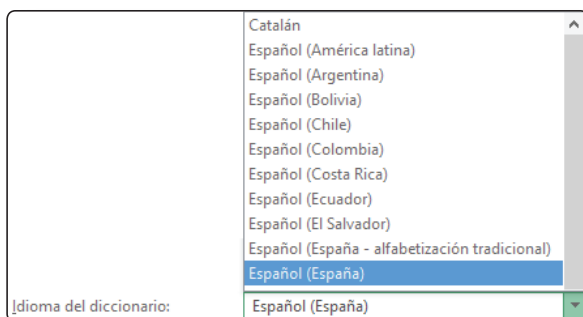 Catalán
Español (América latina)
Español (Argentina)
Español (Bolivia)
Español (Chile)
Español (Colombia)
Español (Costa Rica)
Español (Ecuador)
Español (El Salvador)
Español (España - alfabetización tradicional)
Español (España)
Idioma del diccionario: Español (España)